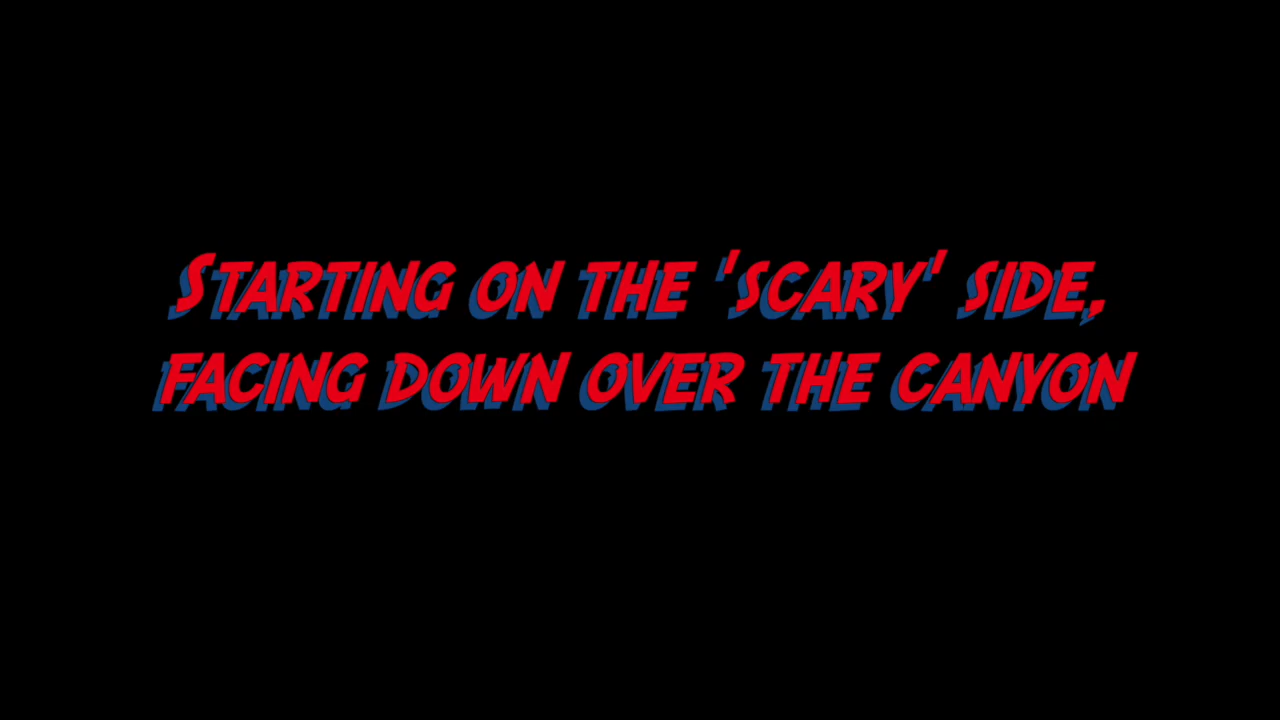 Starting on the 'scary' side,
facing down over the canyon